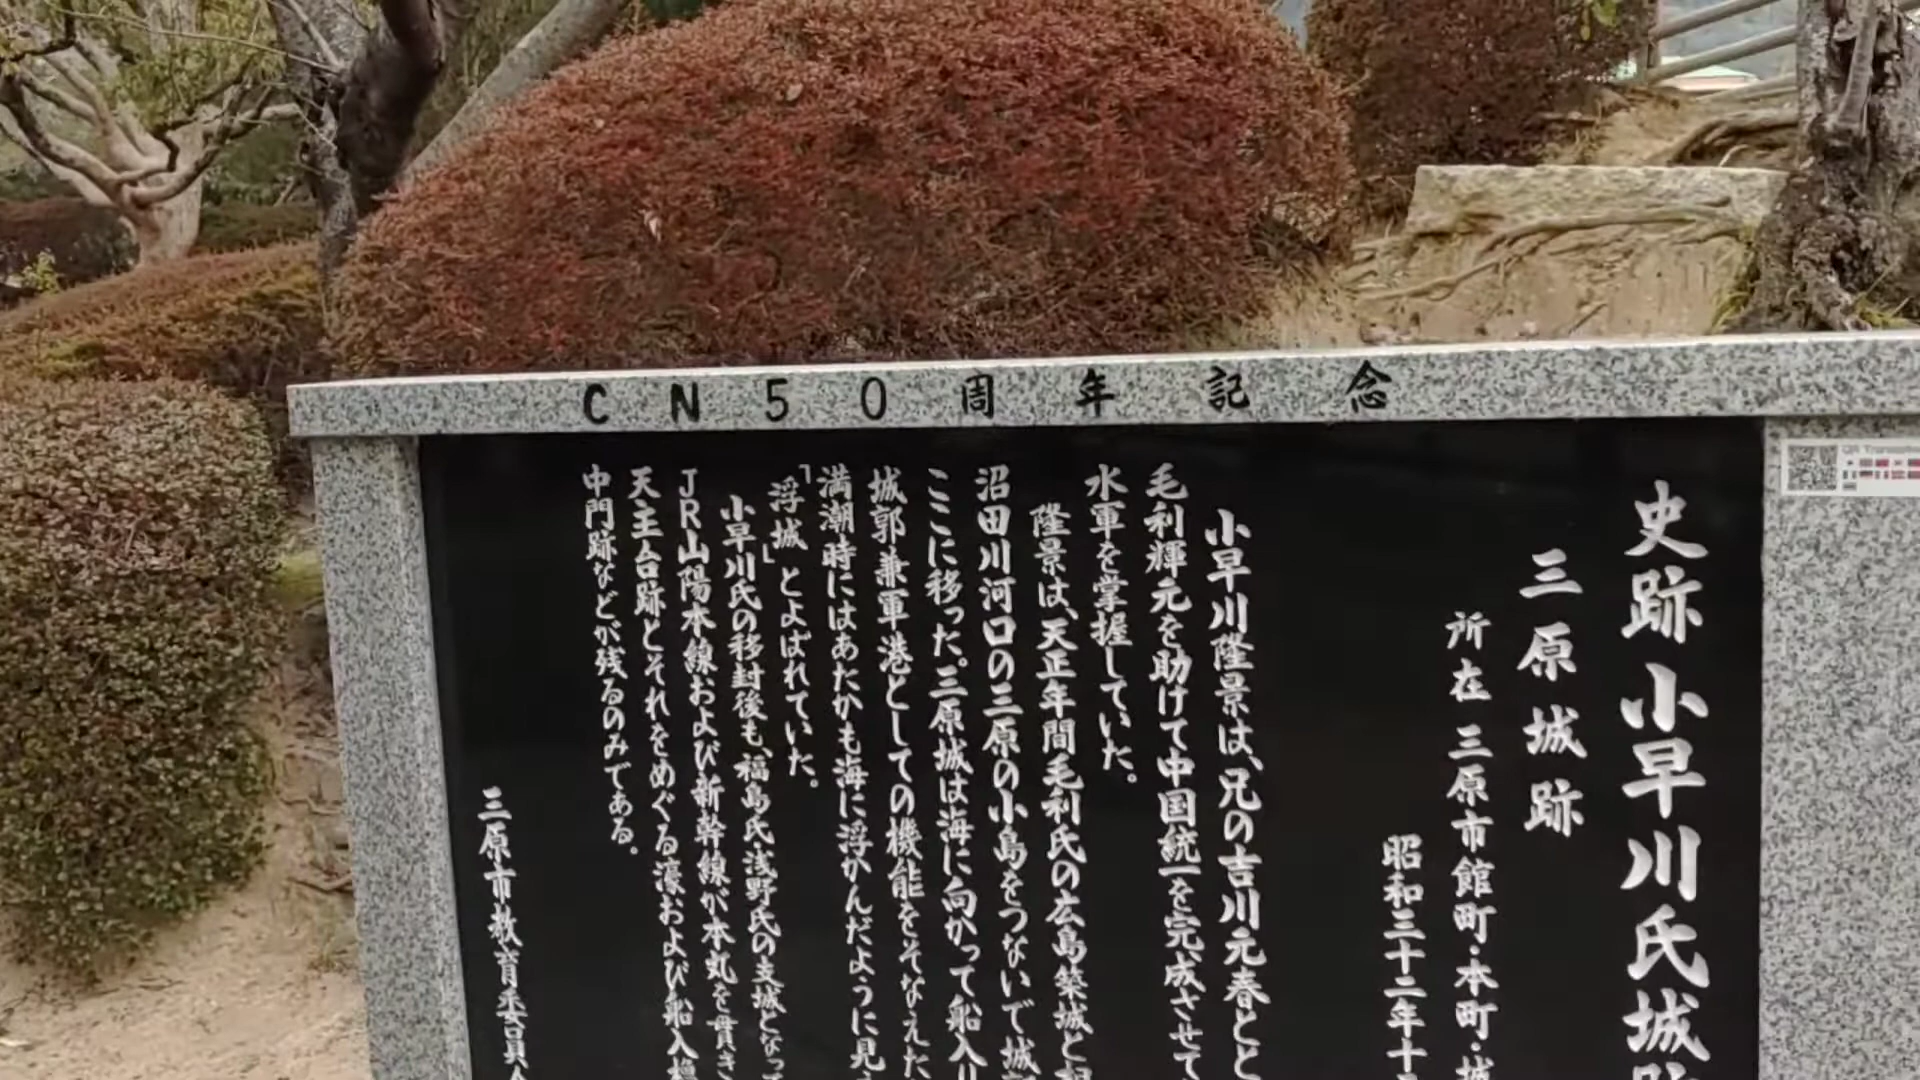 CN50周年記念
史跡 小早川氏城跡
三原城跡
所在 三原市館町・本町・城
昭和三十二年十
小早川隆景は、兄の吉川元春とと
毛利輝元を助けて中国統一を完成させて
水軍を掌握していた。
隆景は、天正年間毛利氏の広島築城と
沼田川河口の三原の小島をつないで城
ここに移った。三原城は海に向かって船入り
城郭兼軍港としての機能をそなえた
満潮時にはあたかも海に浮かんだように見
「浮城」とよばれていた。
小早川氏の移封後も、福島氏・浅野氏の支城となっ
JR山陽本線および新幹線が本丸を貫き
天主台跡とそれをめぐる濠および船入櫓
中門跡などが残るのみである。
三原市教育委員